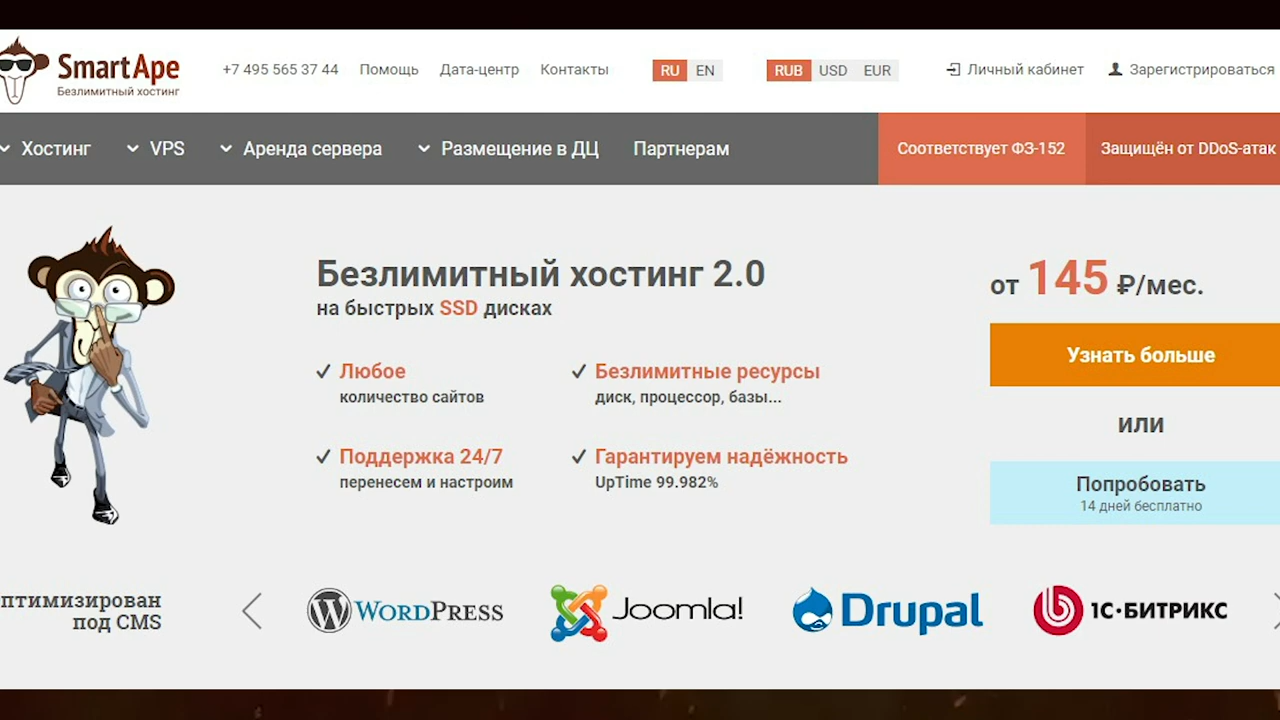 SmartApe
Безлимитный хостинг
+7 495 565 37 44 Помощь Дата-центр Контакты RU EN RUB USD EUR Личный кабинет Зарегистрироваться
Хостинг VPS Аренда сервера Размещение в ДЦ Партнерам Соответствует ФЗ-152 Защищён от DDoS-атак
Безлимитный хостинг 2.0
на быстрых SSD дисках
от 145 ₽/мес.
Узнать больше
Любое
количество сайтов
Безлимитные ресурсы
диск, процессор, базы...
или
Поддержка 24/7
перенесем и настроим
Гарантируем надёжность
UpTime 99.982%
Попробовать
14 дней бесплатно
птимизирован
под CMS
WORDPRESS Joomla! Drupal 1С·БИТРИКС